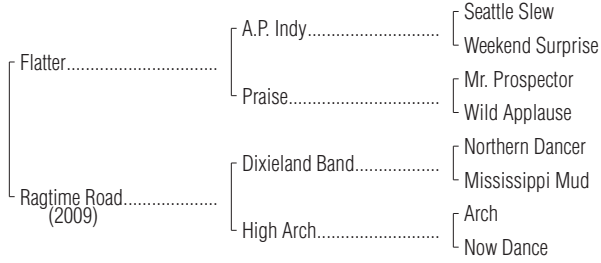 Seattle Slew
A.P. Indy........................................
Weekend Surprise
Flatter...............................
Mr. Prospector
Praise........................................
Wild Applause
Northern Dancer
Dixieland Band......................
Mississippi Mud
Ragtime Road...................
(2009)
Arch
High Arch...............................
Now Dance